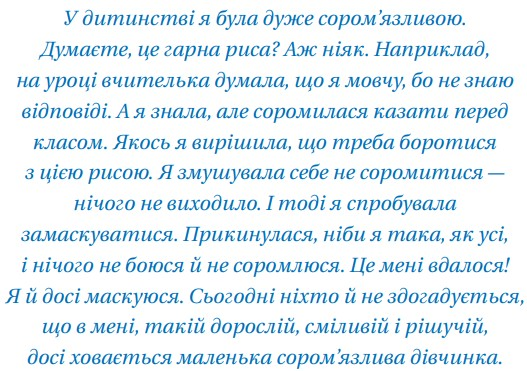 У дитинстві я була дуже сором’язливою.
Думаєте, це гарна риса? Аж ніяк. Наприклад,
на уроці вчителька думала, що я мовчу, бо не знаю
відповіді. А я знала, але соромилася казати перед
класом. Якось я вирішила, що треба боротися
з цією рисою. Я змушувала себе не соромитися —
нічого не виходило. І тоді я спробувала
замаскуватися. Прикинулася, ніби я така, як усі,
і нічого не боюся й не соромлюся. Це мені вдалося!
Я й досі маскуюся. Сьогодні ніхто й не здогадується,
що в мені, такій дорослій, сміливій і рішучій,
досі ховається маленька сором’язлива дівчинка.